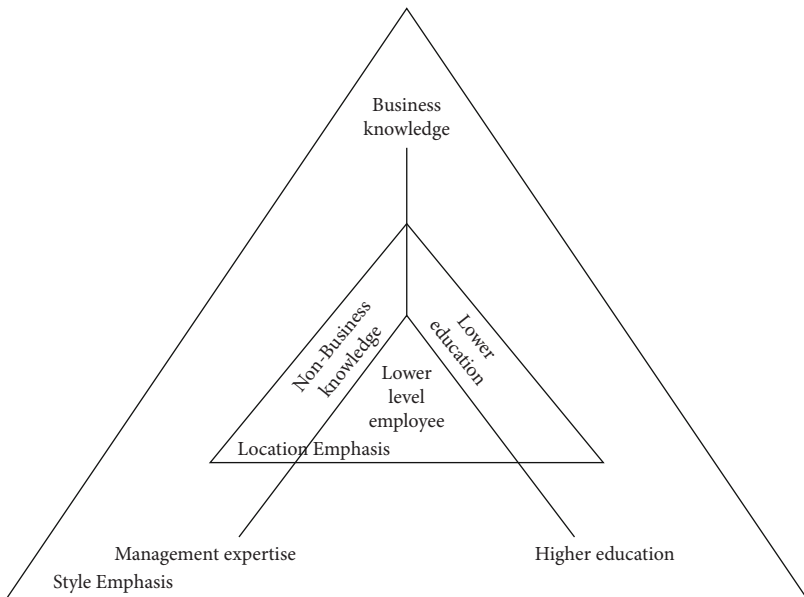 Business
knowledge
Non-Business
knowledge
Lower
education
Lower
level
employee
Location Emphasis
Management expertise
Higher education
Style Emphasis